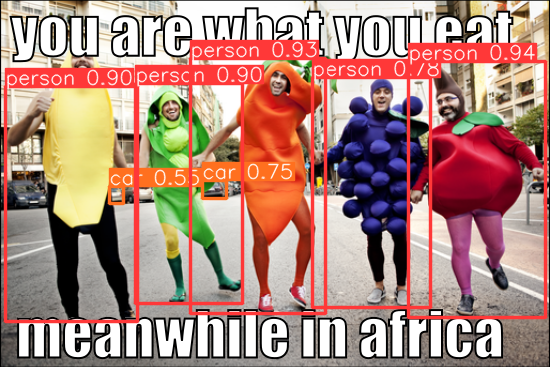 you are what you eat
person 0.93
person 0.94
person 0.90
person 0.90
person 0.78
car 0.55
car 0.75
meanwhile in africa